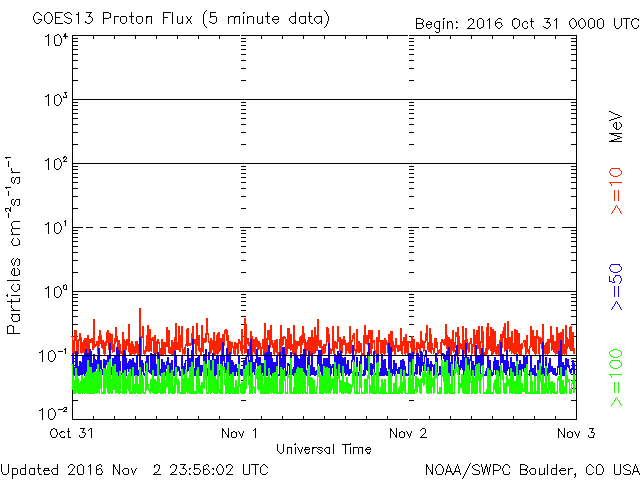 GOES13 Proton Flux (5 minute data)
Begin: 2016 Oct 31 0000 UTC
Particles cm⁻²s⁻¹sr⁻¹
10⁴
10³
10²
10¹
10⁰
10⁻¹
10⁻²
MeV
>=10
>=50
>=100
Oct 31
Nov 1
Nov 2
Nov 3
Universal Time
Updated 2016 Nov 2 23:56:02 UTC
NOAA/SWPC Boulder, CO USA